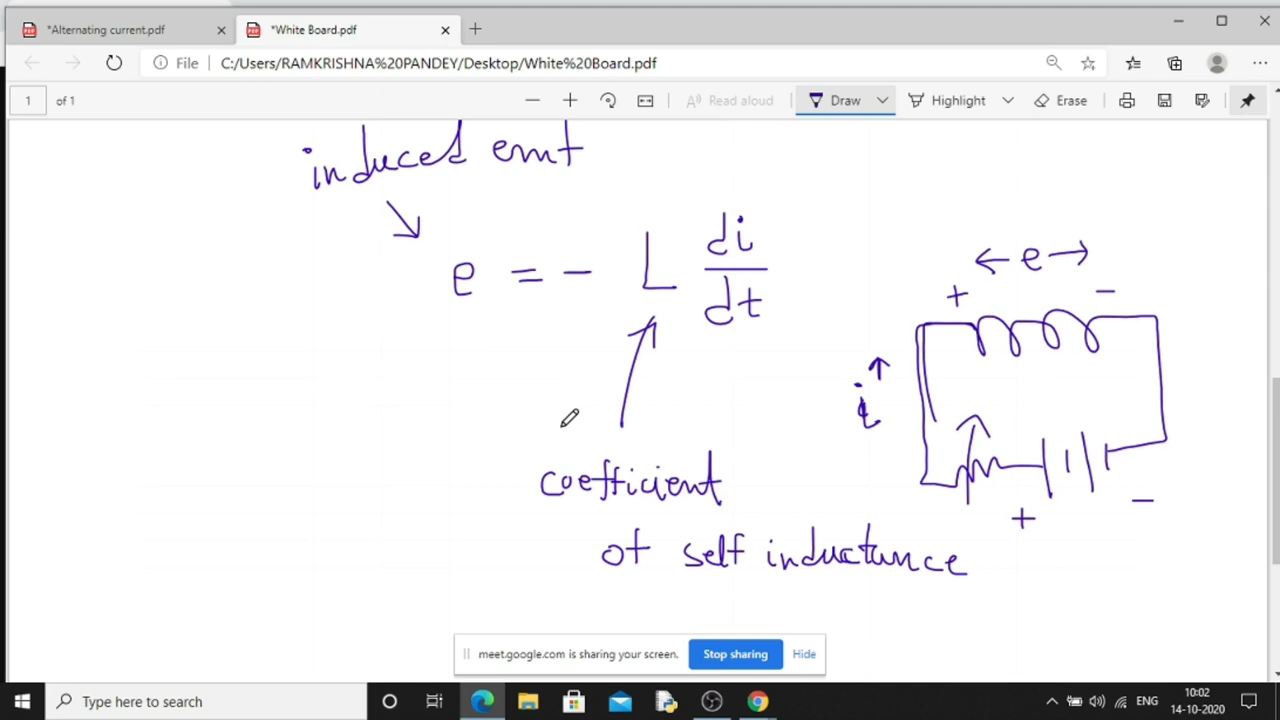 *Alternating current.pdf
*White Board.pdf
File
C:/Users/RAMKRISHNA%20PANDEY/Desktop/White%20Board.pdf
1 of 1
Read aloud
Draw
Highlight
Erase
induced emf
e = - L di/dt
← e →
+ -
i
+ -
coefficient
of self inductance
meet.google.com is sharing your screen.
Stop sharing
Hide
Type here to search
ENG
10:02
14-10-2020